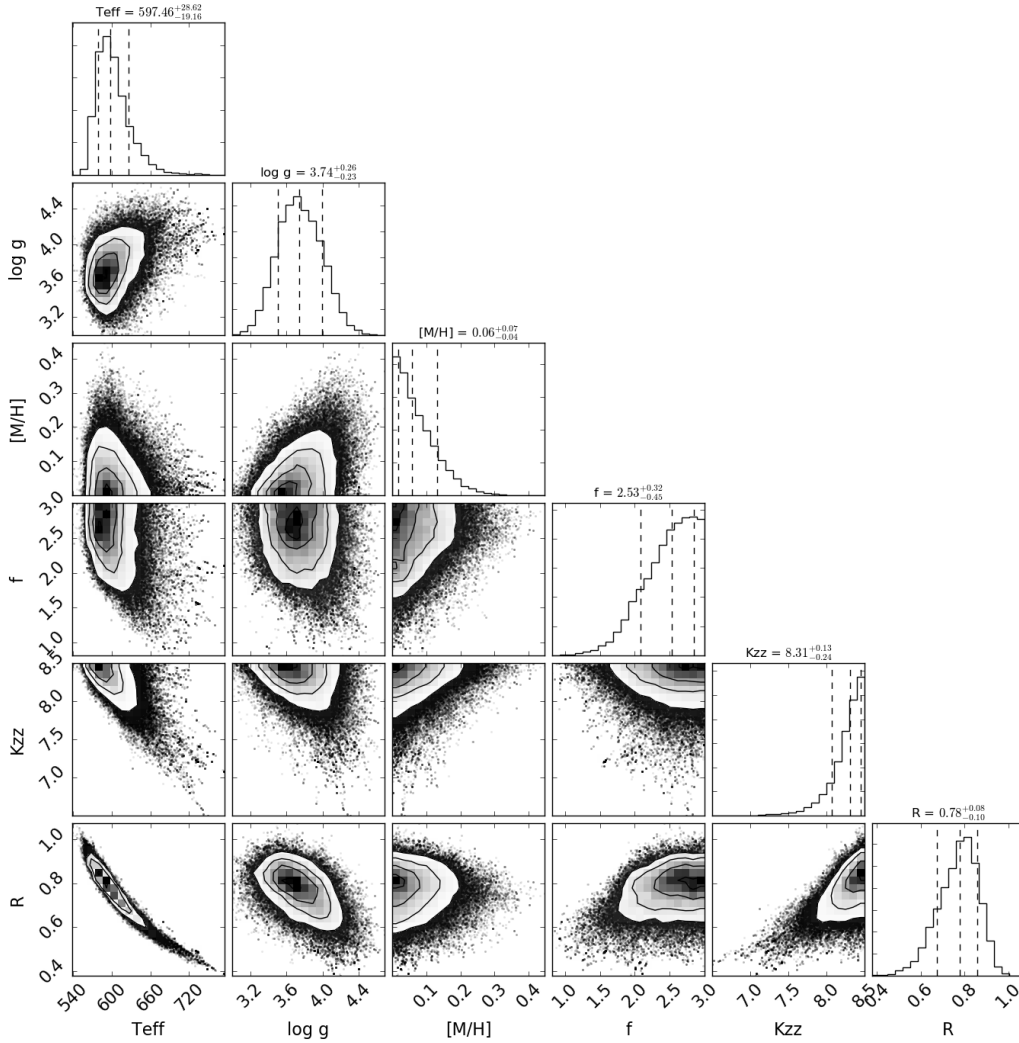 Teff = 597.46 +28.62 −19.16
log g = 3.74 +0.26 −0.23
log g
4.4
4.0
3.6
3.2
[M/H] = 0.06 +0.07 −0.04
[M/H]
0.4
0.3
0.2
0.1
f = 2.53 +0.32 −0.45
f
3.0
2.5
2.0
1.5
1.0
Kzz = 8.31 +0.13 −0.24
Kzz
8.5
8.0
7.5
7.0
R = 0.78 +0.08 −0.10
R
1.0
0.8
0.6
0.4
540 600 660 720
3.2 3.6 4.0 4.4
0.1 0.2 0.3 0.4
1.0 1.5 2.0 2.5 3.0
7.0 7.5 8.0 8.5
0.4 0.6 0.8 1.0
Teff log g [M/H] f Kzz R